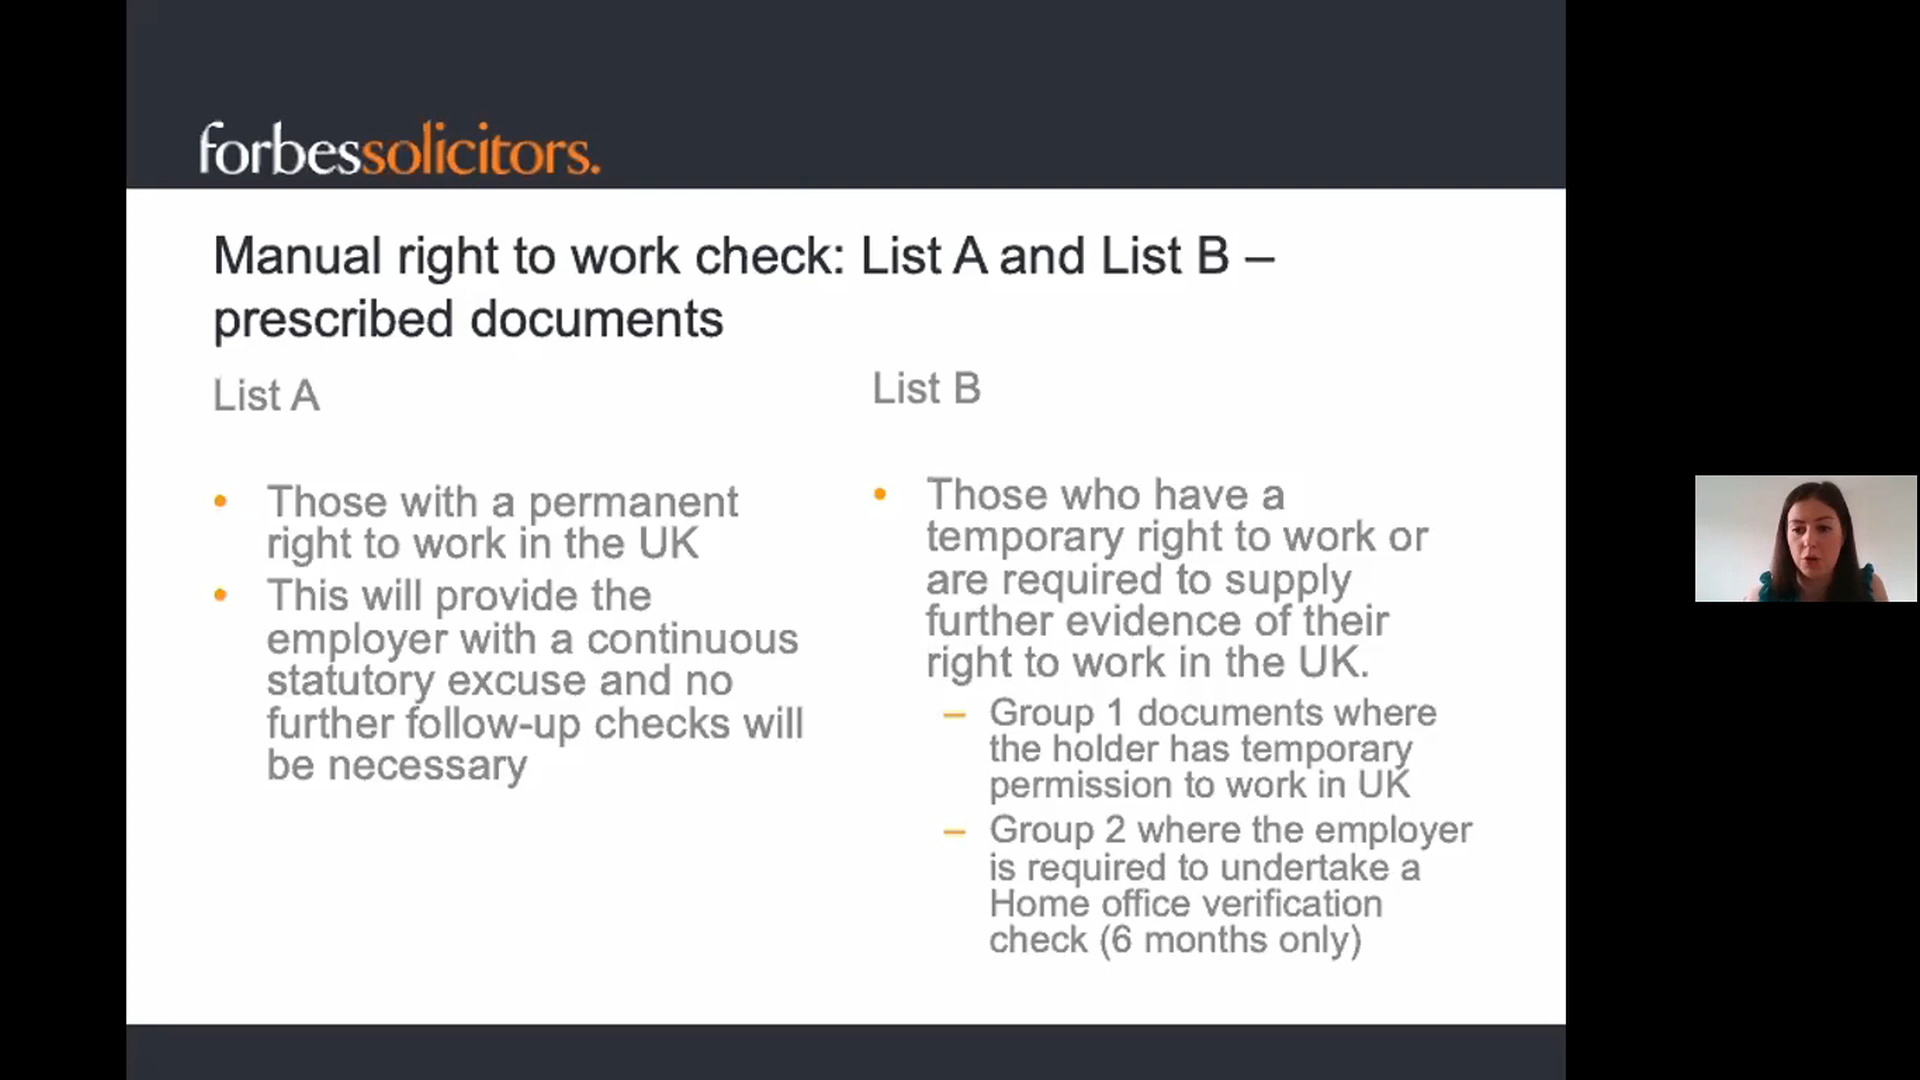 forbessolicitors.
Manual right to work check: List A and List B –
prescribed documents
List A
• Those with a permanent
right to work in the UK
• This will provide the
employer with a continuous
statutory excuse and no
further follow-up checks will
be necessary
List B
• Those who have a
temporary right to work or
are required to supply
further evidence of their
right to work in the UK.
– Group 1 documents where
the holder has temporary
permission to work in UK
– Group 2 where the employer
is required to undertake a
Home office verification
check (6 months only)